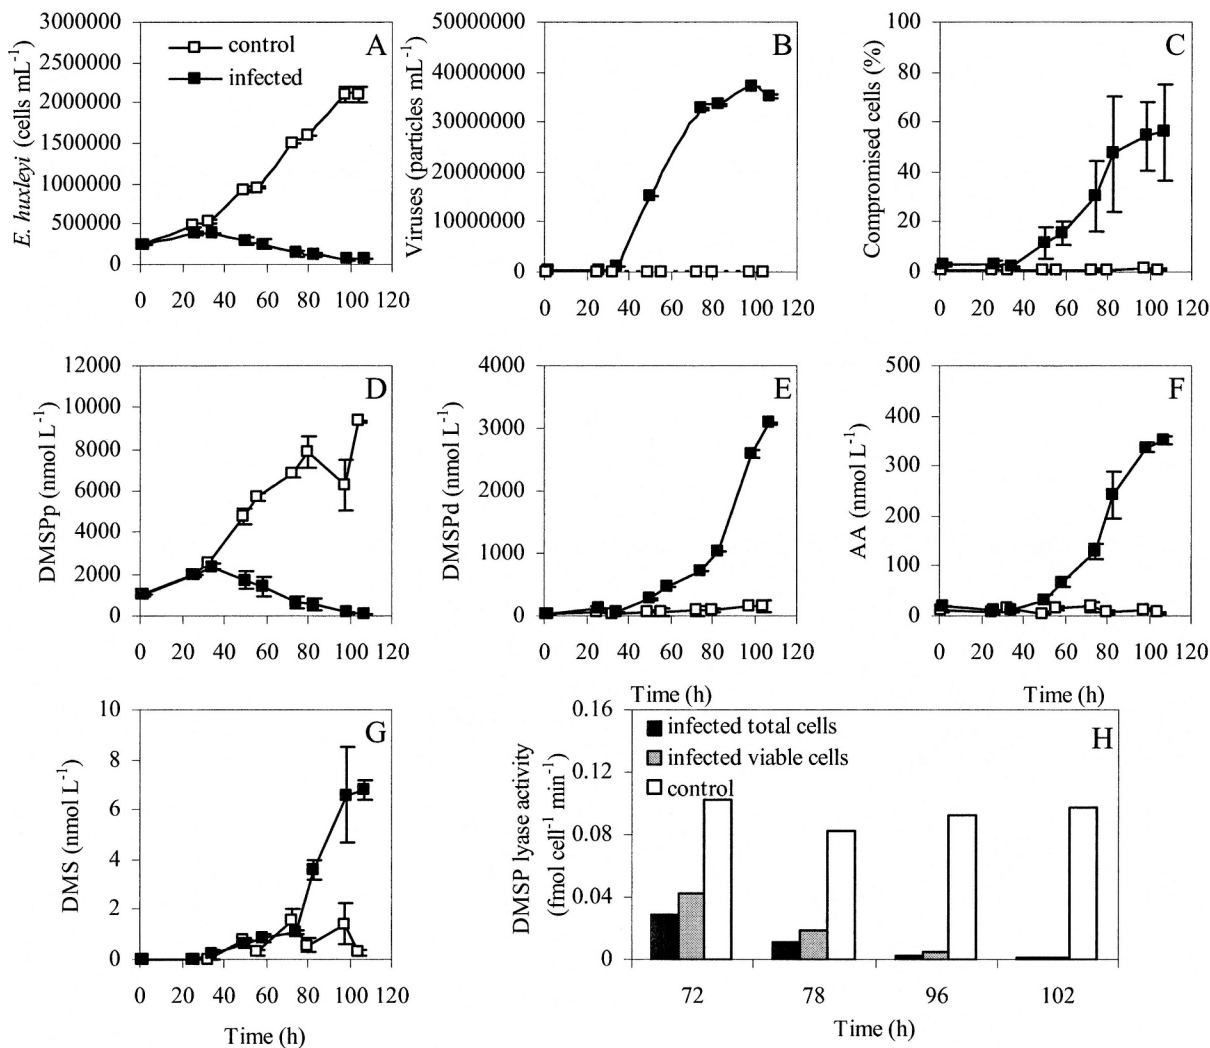 E. huxleyi (cells mL⁻¹)
3000000
2500000
2000000
1500000
1000000
500000
0
control
infected
A
0 20 40 60 80 100 120
Viruses (particles mL⁻¹)
50000000
40000000
30000000
20000000
10000000
0
B
0 20 40 60 80 100 120
Compromised cells (%)
100
80
60
40
20
0
C
0 20 40 60 80 100 120
DMSPp (nmol L⁻¹)
12000
10000
8000
6000
4000
2000
0
D
0 20 40 60 80 100 120
DMSPd (nmol L⁻¹)
4000
3000
2000
1000
0
E
0 20 40 60 80 100 120
Time (h)
AA (nmol L⁻¹)
500
400
300
200
100
0
F
0 20 40 60 80 100 120
Time (h)
DMS (nmol L⁻¹)
10
8
6
4
2
0
G
0 20 40 60 80 100 120
Time (h)
DMSP lyase activity
(fmol cell⁻¹ min⁻¹)
0.16
0.12
0.08
0.04
0
infected total cells
infected viable cells
control
H
72 78 96 102
Time (h)